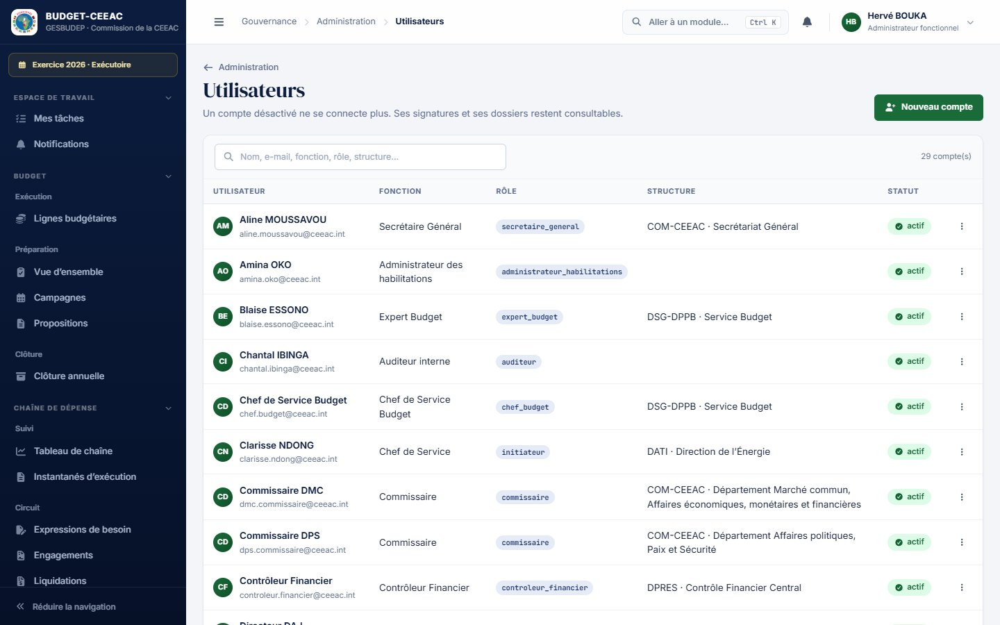 BUDGET-CEEAC
GESBUDEP · Commission de la CEEAC
Exercice 2026 · Exécutoire
ESPACE DE TRAVAIL
Mes tâches
Notifications
BUDGET
Exécution
Lignes budgétaires
Préparation
Vue d’ensemble
Campagnes
Propositions
Clôture
Clôture annuelle
CHAÎNE DE DÉPENSE
Suivi
Tableau de chaîne
Instantanés d’exécution
Circuit
Expressions de besoin
Engagements
Liquidations
Réduire la navigation
Gouvernance
Administration
Utilisateurs
Aller à un module...
Ctrl K
HB
Hervé BOUKA
Administrateur fonctionnel
Administration
Utilisateurs
Un compte désactivé ne se connecte plus. Ses signatures et ses dossiers restent consultables.
Nouveau compte
Nom, e-mail, fonction, rôle, structure...
29 compte(s)
UTILISATEUR FONCTION RÔLE STRUCTURE STATUT
AM
Aline MOUSSAVOU
aline.moussavou@ceeac.int
Secrétaire Général
secretaire_general
COM-CEEAC · Secrétariat Général
actif
AO
Amina OKO
amina.oko@ceeac.int
Administrateur des
habilitations
administrateur_habilitations
actif
BE
Blaise ESSONO
blaise.essono@ceeac.int
Expert Budget
expert_budget
DSG-DPPB · Service Budget
actif
CI
Chantal IBINGA
chantal.ibinga@ceeac.int
Auditeur interne
auditeur
actif
CD
Chef de Service Budget
chef.budget@ceeac.int
Chef de Service
Budget
chef_budget
DSG-DPPB · Service Budget
actif
CN
Clarisse NDONG
clarisse.ndong@ceeac.int
Chef de Service
initiateur
DATI · Direction de l’Énergie
actif
CD
Commissaire DMC
dmc.commissaire@ceeac.int
Commissaire
commissaire
COM-CEEAC · Département Marché commun,
Affaires économiques, monétaires et financières
actif
CD
Commissaire DPS
dps.commissaire@ceeac.int
Commissaire
commissaire
COM-CEEAC · Département Affaires politiques,
Paix et Sécurité
actif
CF
Contrôleur Financier
controleur.financier@ceeac.int
Contrôleur Financier
controleur_financier
DPRES · Contrôle Financier Central
actif